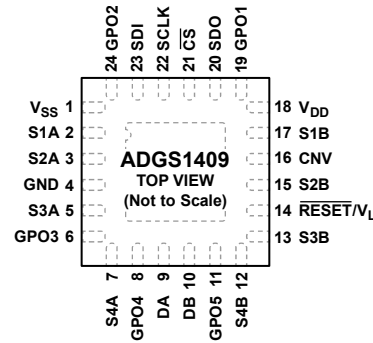 24 GPO2
23 SDI
22 SCLK
21 CS
20 SDO
19 GPO1
VSS 1
S1A 2
S2A 3
GND 4
S3A 5
GPO3 6
ADGS1409
TOP VIEW
(Not to Scale)
18 VDD
17 S1B
16 CNV
15 S2B
14 RESET/VL
13 S3B
S4A 7
GPO4 8
DA 9
DB 10
GPO5 11
S4B 12